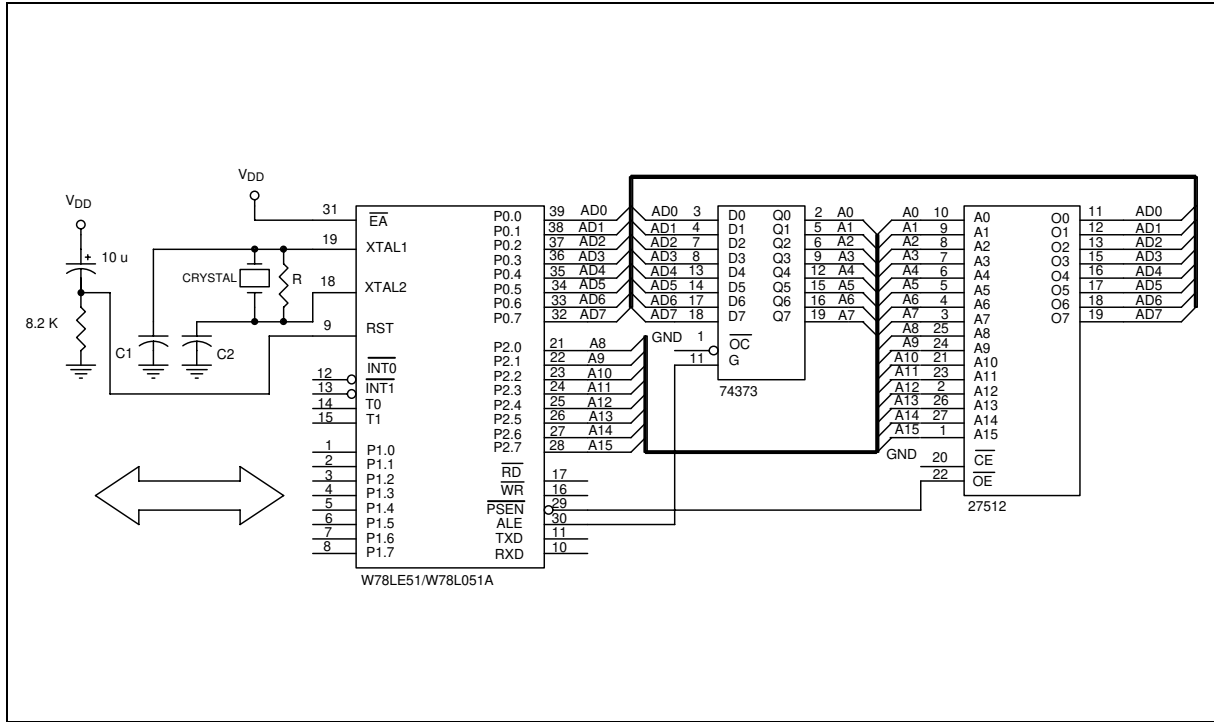 VDD
10 u
8.2 K
C1
C2
VDD
CRYSTAL
R
31 EA
19 XTAL1
18 XTAL2
9 RST
12 INT0
13 INT1
14 T0
15 T1
1 P1.0
2 P1.1
3 P1.2
4 P1.3
5 P1.4
6 P1.5
7 P1.6
8 P1.7
P0.0 39 AD0
P0.1 38 AD1
P0.2 37 AD2
P0.3 36 AD3
P0.4 35 AD4
P0.5 34 AD5
P0.6 33 AD6
P0.7 32 AD7
P2.0 21 A8
P2.1 22 A9
P2.2 23 A10
P2.3 24 A11
P2.4 25 A12
P2.5 26 A13
P2.6 27 A14
P2.7 28 A15
RD 17
WR 16
PSEN 29
ALE 30
TXD 11
RXD 10
W78LE51/W78L051A
AD0 3 D0 Q0 2 A0
AD1 4 D1 Q1 5 A1
AD2 7 D2 Q2 6 A2
AD3 8 D3 Q3 9 A3
AD4 13 D4 Q4 12 A4
AD5 14 D5 Q5 15 A5
AD6 17 D6 Q6 16 A6
AD7 18 D7 Q7 19 A7
GND 1 OC
11 G
74373
A0 10 A0
A1 9 A1
A2 8 A2
A3 7 A3
A4 6 A4
A5 5 A5
A6 4 A6
A7 3 A7
A8 25 A8
A9 24 A9
A10 21 A10
A11 23 A11
A12 2 A12
A13 26 A13
A14 27 A14
A15 1 A15
GND 20 CE
22 OE
O0 11 AD0
O1 12 AD1
O2 13 AD2
O3 15 AD3
O4 16 AD4
O5 17 AD5
O6 18 AD6
O7 19 AD7
27512